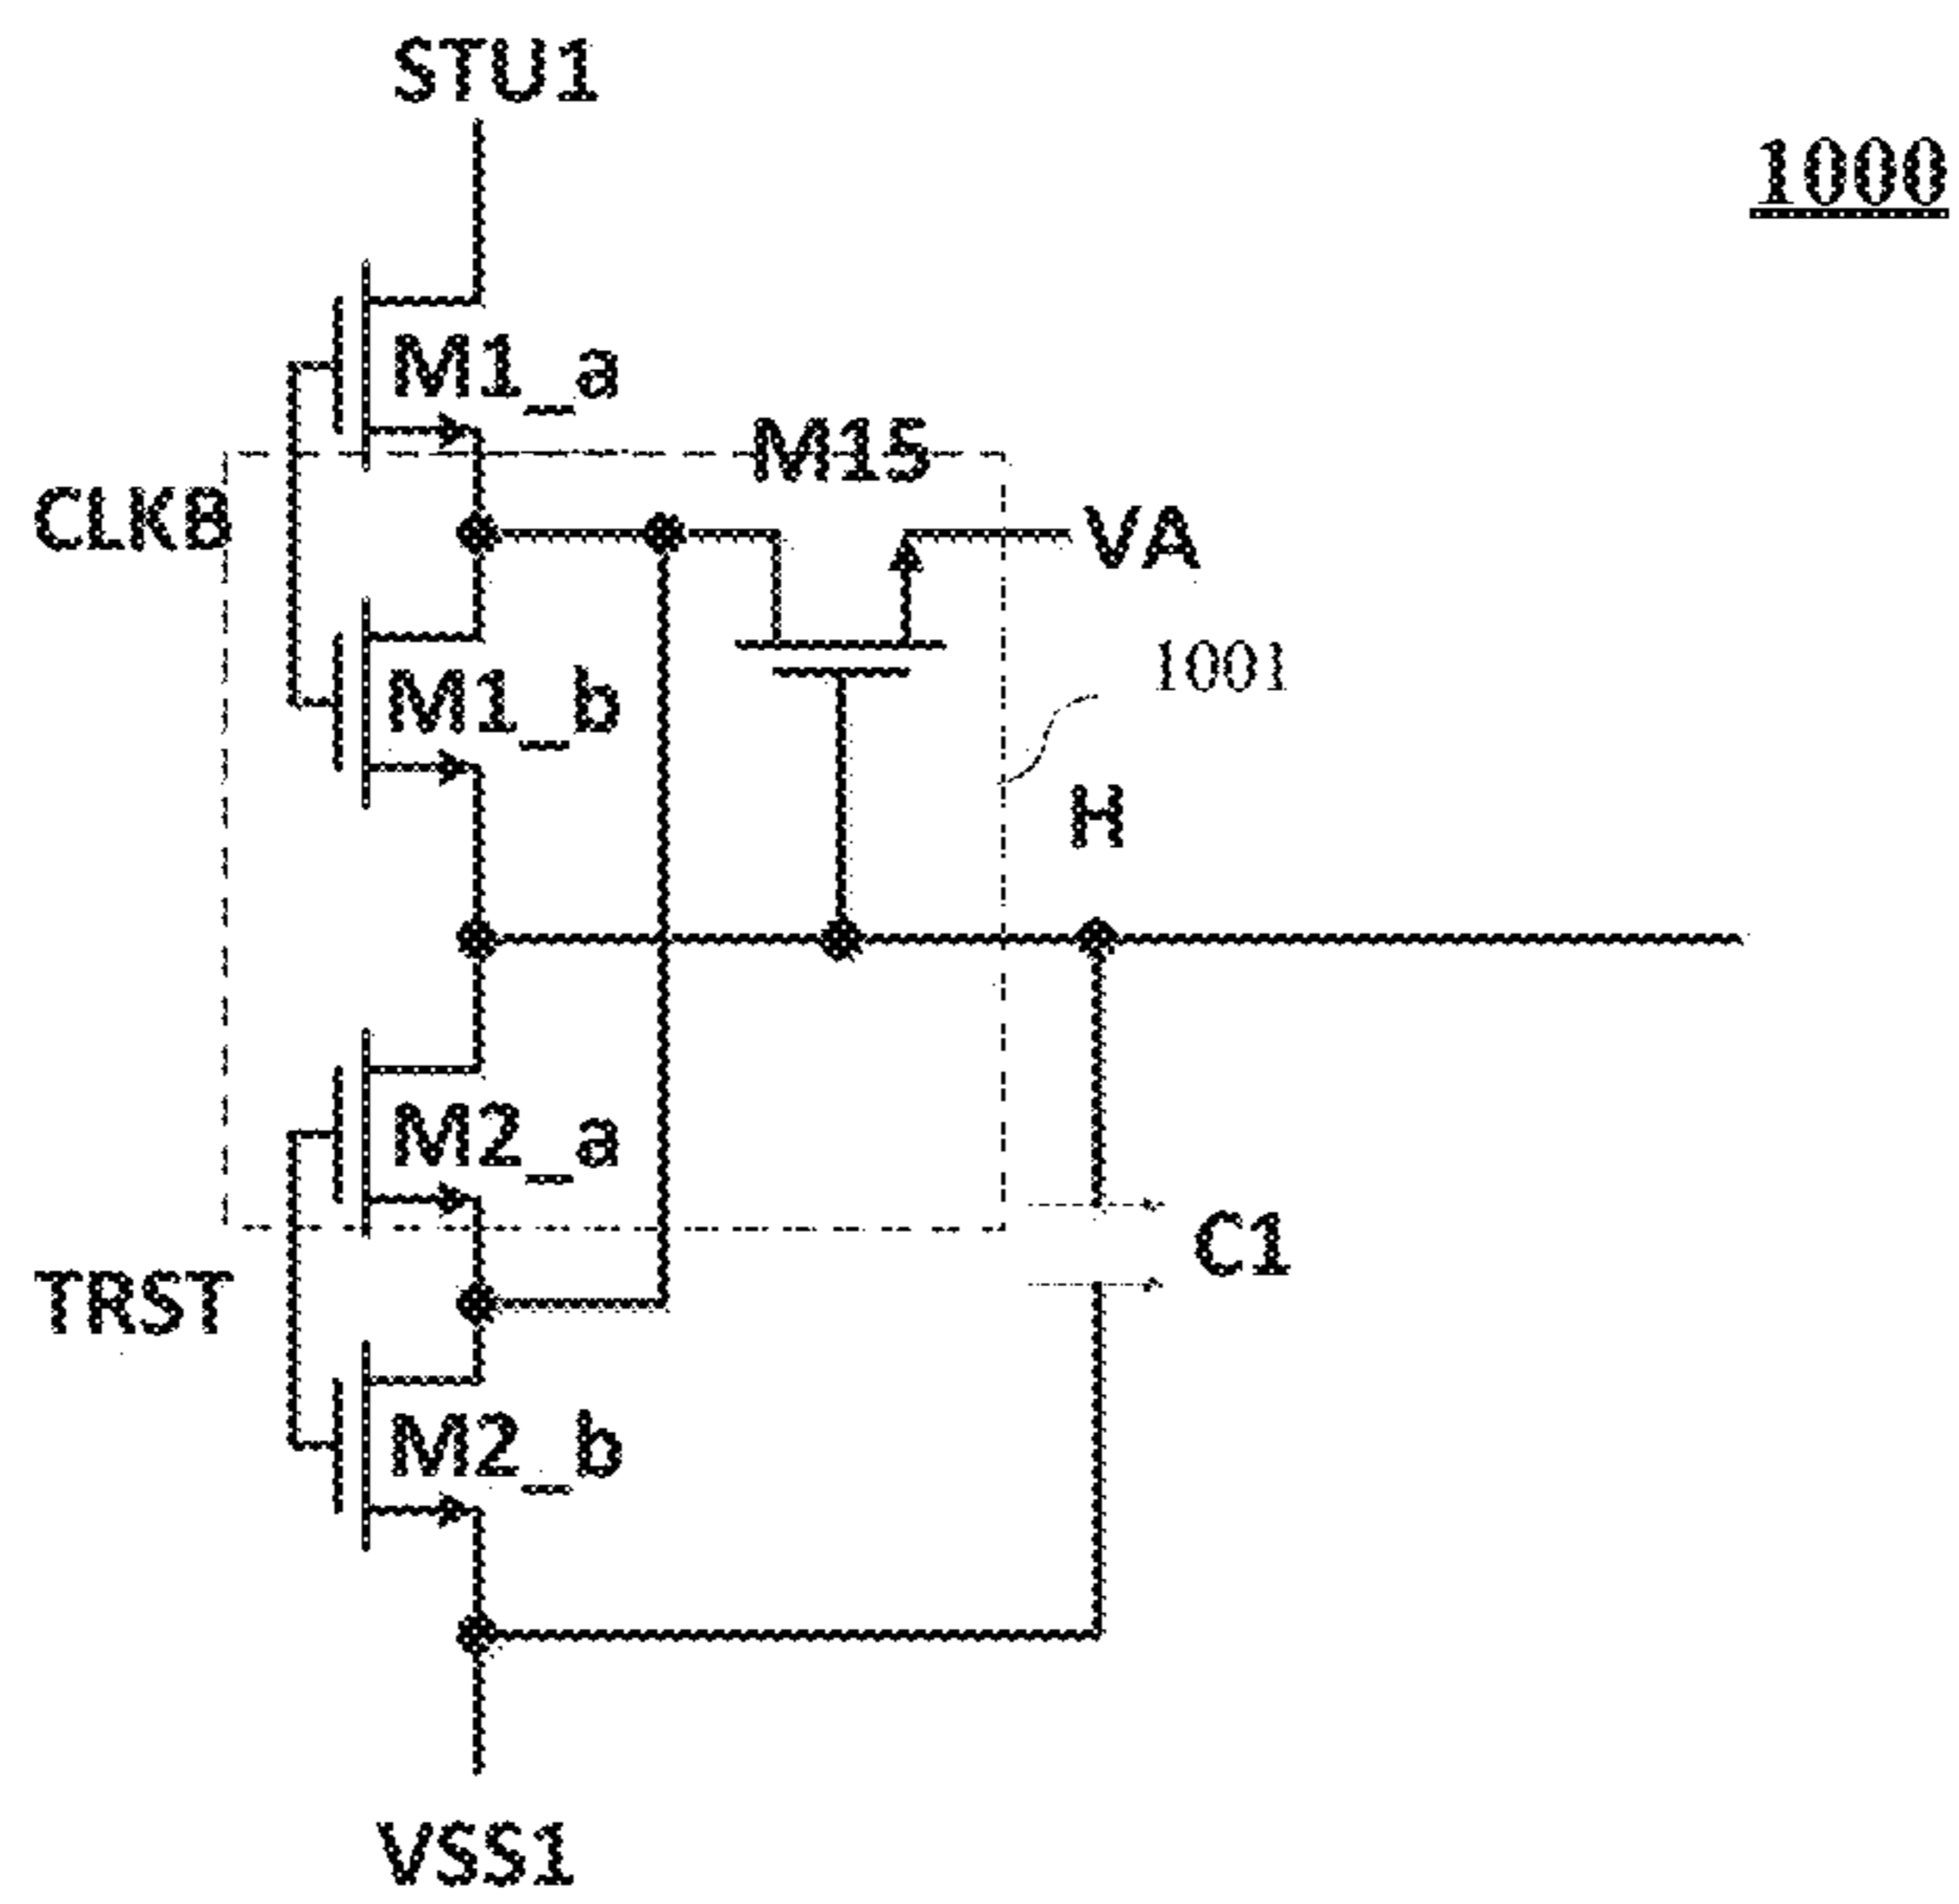 STU1
1000
M1_a
M15
CLKB
VA
1001
M1_b
H
M2_a
C1
TRST
M2_b
VSS1